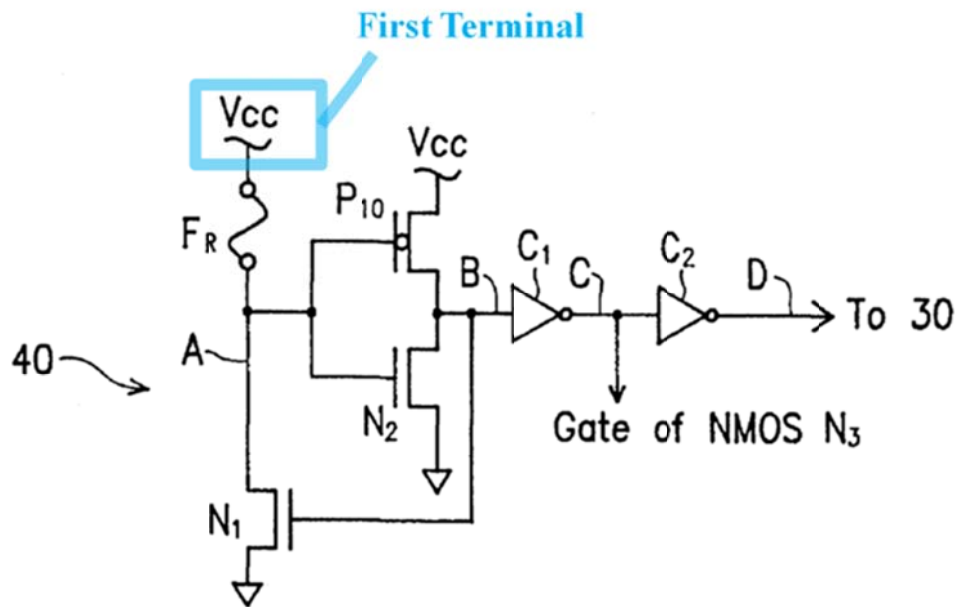 First Terminal
Vcc
Vcc
P10
FR
B
C1
C
C2
D
To 30
A
40
N2
Gate of NMOS N3
N1